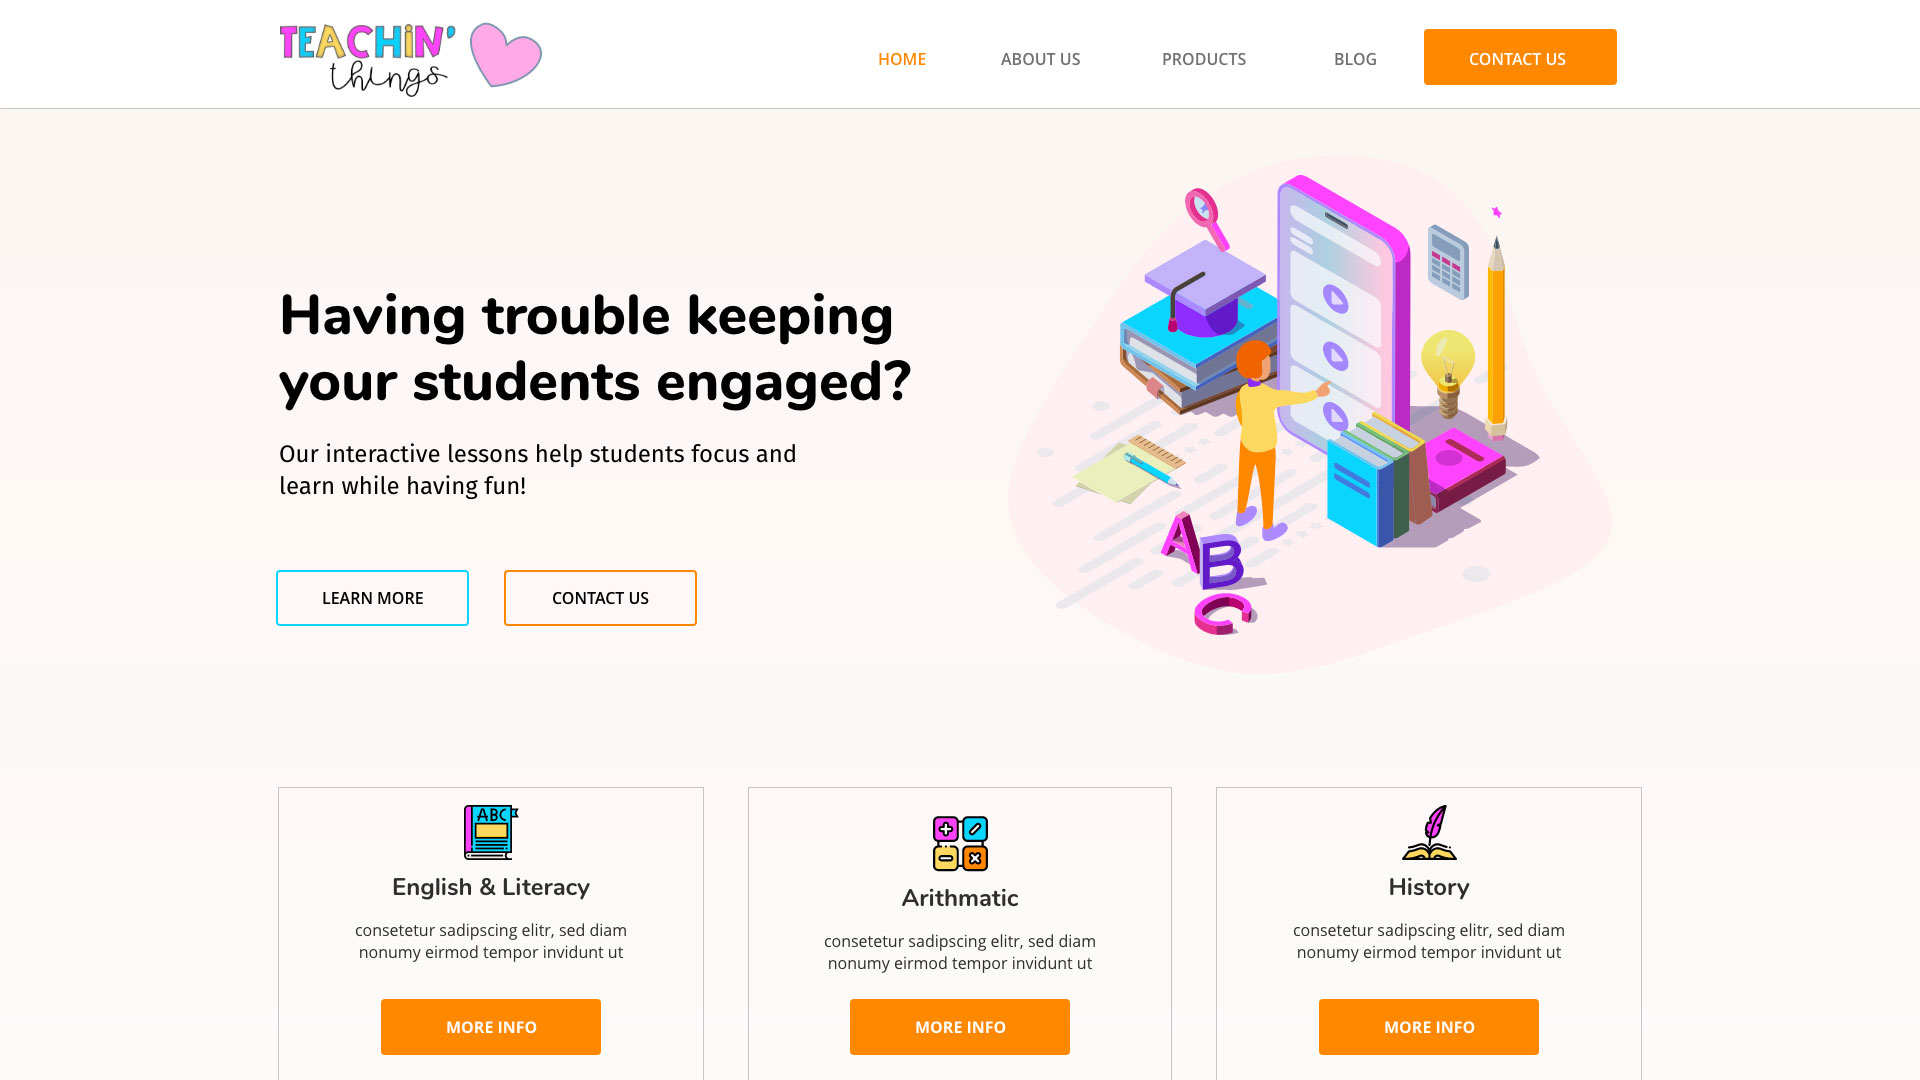 TEACHiN'
things
HOME
ABOUT US
PRODUCTS
BLOG
CONTACT US
Having trouble keeping
your students engaged?
Our interactive lessons help students focus and
learn while having fun!
LEARN MORE
CONTACT US
A
B
C
ABC
English & Literacy
consetetur sadipscing elitr, sed diam
nonumy eirmod tempor invidunt ut
MORE INFO
Arithmatic
consetetur sadipscing elitr, sed diam
nonumy eirmod tempor invidunt ut
MORE INFO
History
consetetur sadipscing elitr, sed diam
nonumy eirmod tempor invidunt ut
MORE INFO